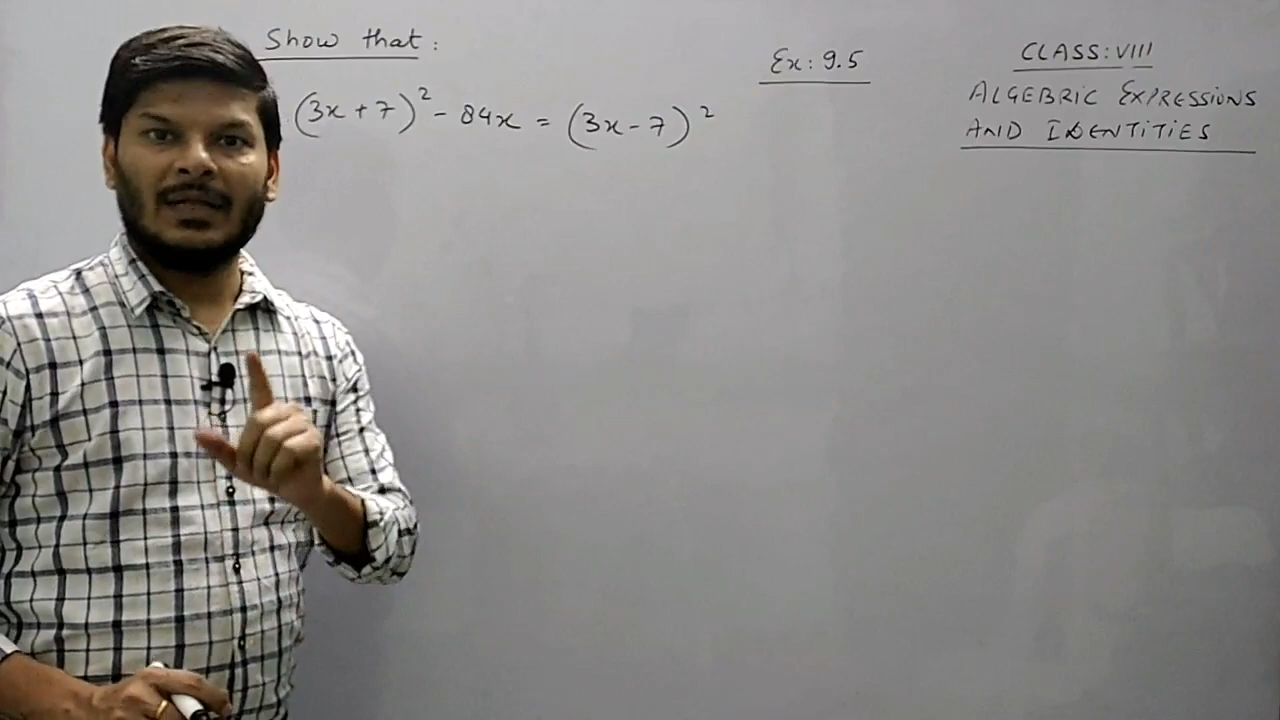 Show that:
(3x + 7)² - 84x = (3x - 7)²
Ex: 9.5
CLASS: VIII
ALGEBRIC EXPRESSIONS
AND IDENTITIES